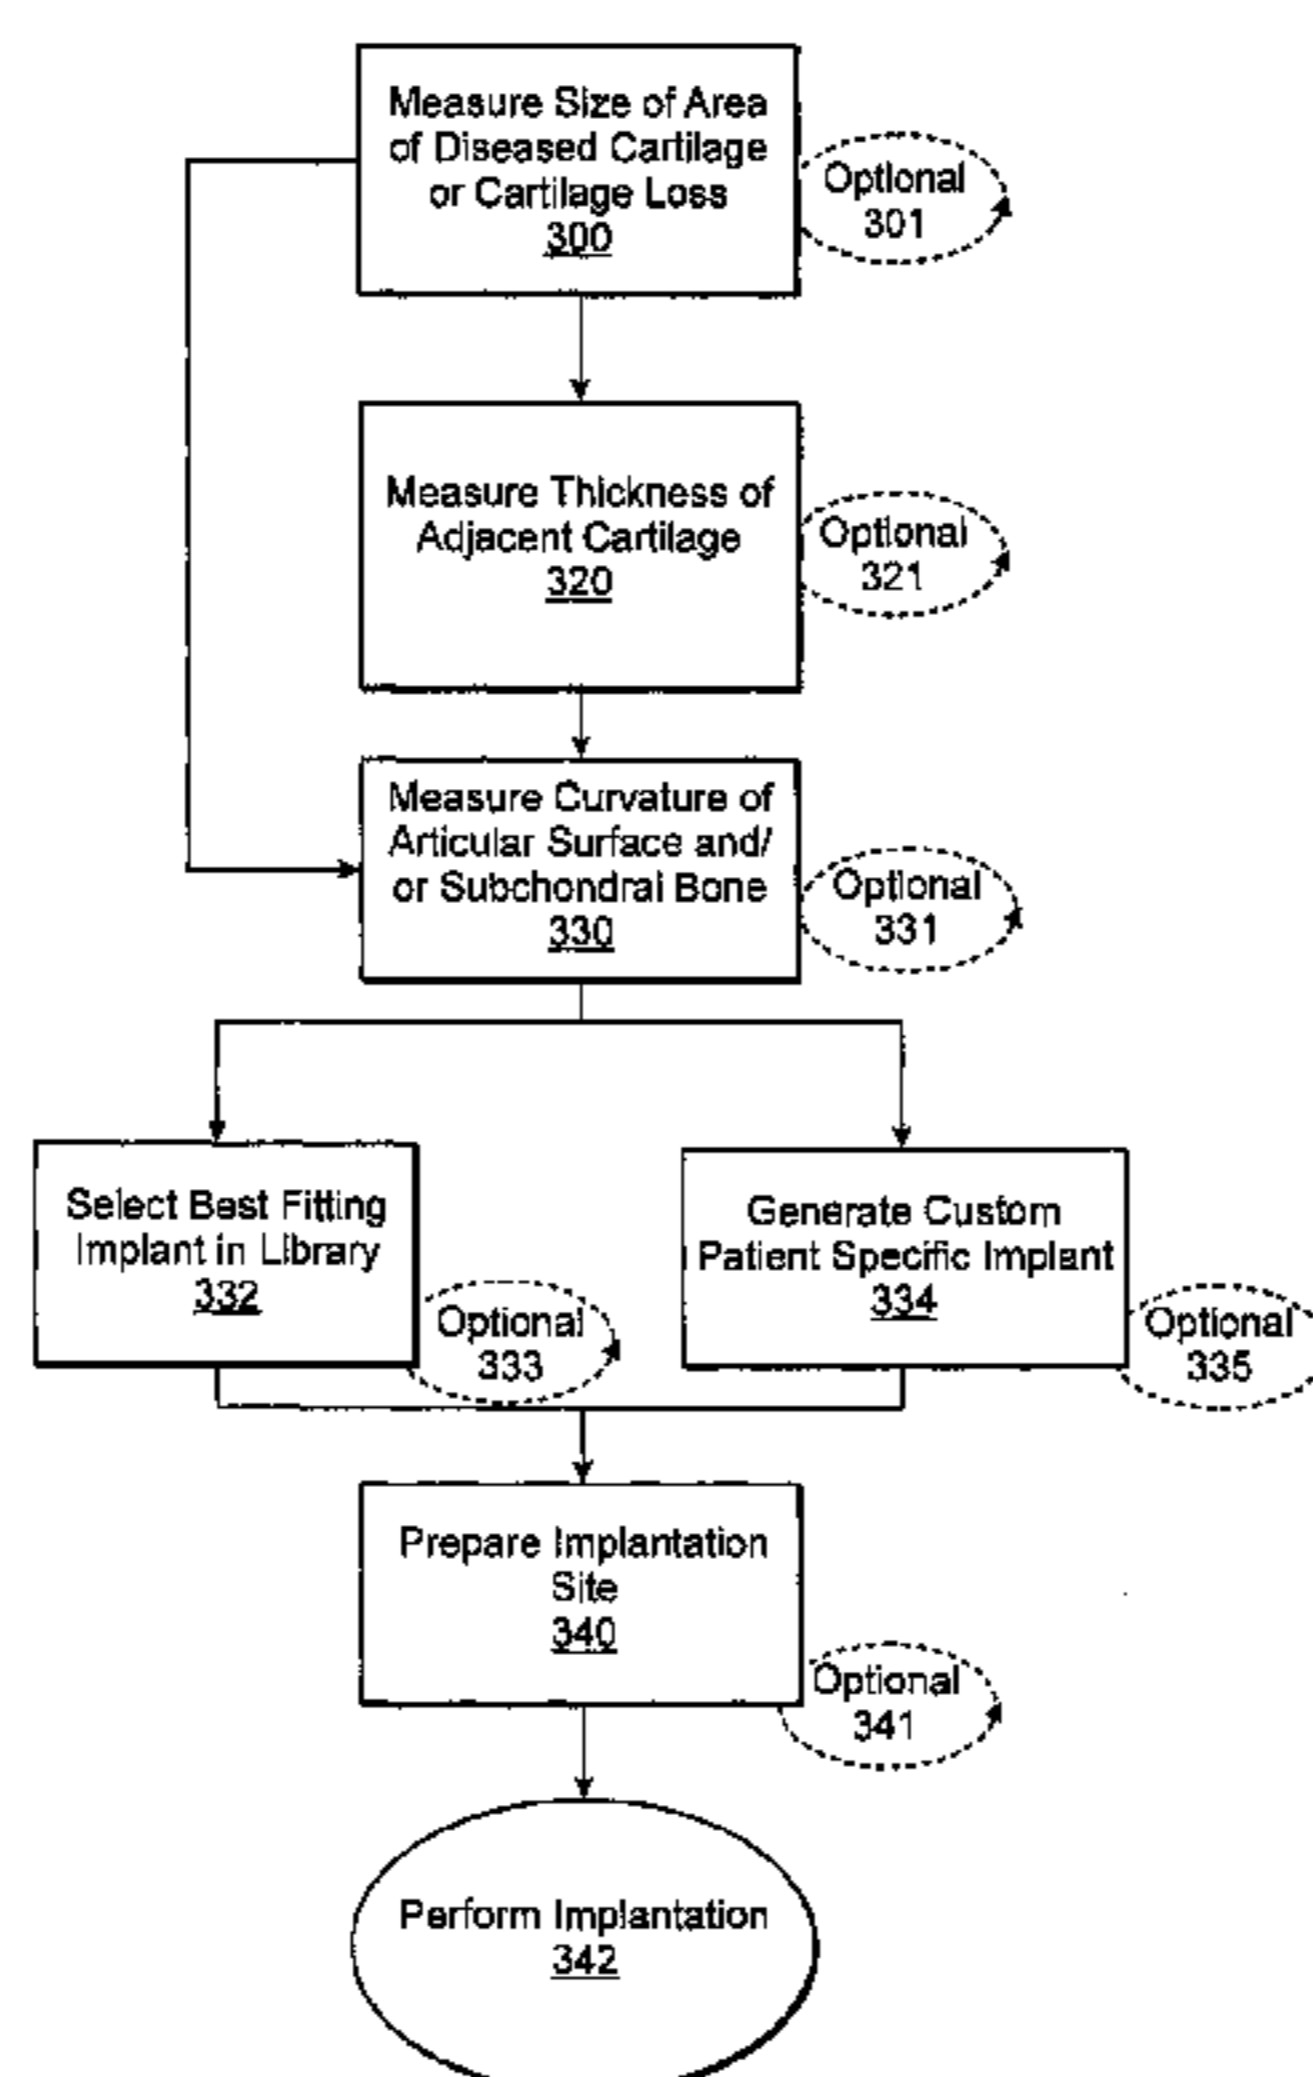 Measure Size of Area
of Diseased Cartilage
or Cartilage Loss
300
Optional
301
Measure Thickness of
Adjacent Cartilage
320
Optional
321
Measure Curvature of
Articular Surface and/
or Subchondral Bone
330
Optional
331
Select Best Fitting
Implant in Library
332
Optional
333
Generate Custom
Patient Specific Implant
334
Optional
335
Prepare Implantation
Site
340
Optional
341
Perform Implantation
342